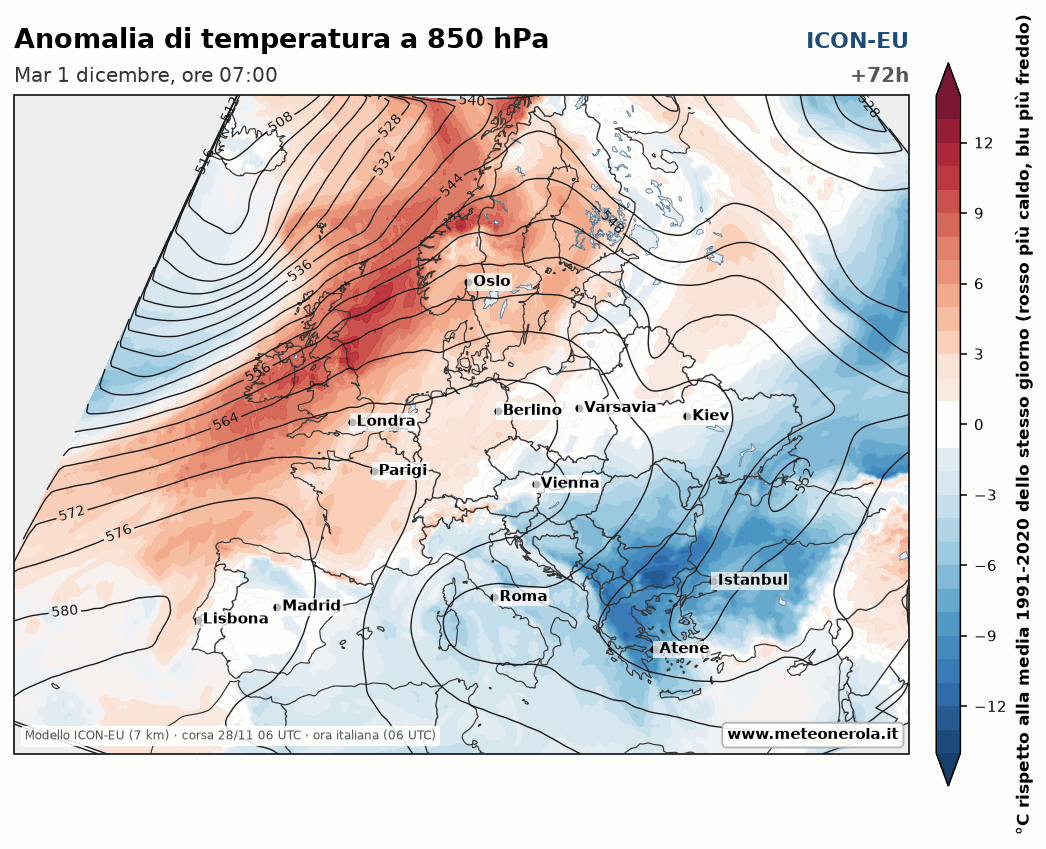 Anomalia di temperatura a 850 hPa
ICON-EU
Mar 1 dicembre, ore 07:00
+72h
512
508
516
528
532
540
544
528
548
536
556
564
572
576
580
552
Oslo
Londra
Berlino
Varsavia
Kiev
Parigi
Vienna
Istanbul
Roma
Madrid
Lisbona
Atene
Modello ICON-EU (7 km) · corsa 28/11 06 UTC · ora italiana (06 UTC)
www.meteonerola.it
12
9
6
3
0
−3
−6
−9
−12
°C rispetto alla media 1991-2020 dello stesso giorno (rosso più caldo, blu più freddo)